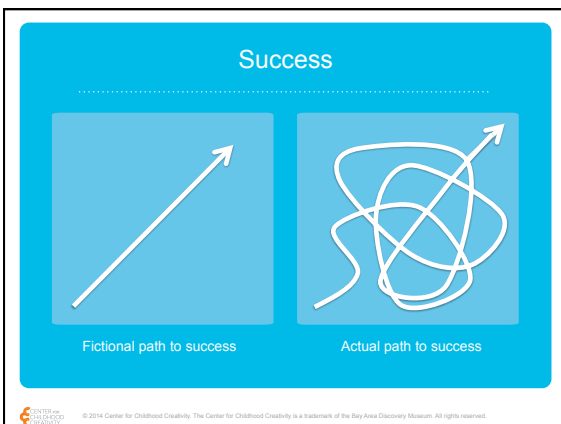 Success
Fictional path to success
Actual path to success
CENTER FOR
CHILDHOOD
CREATIVITY
© 2014 Center for Childhood Creativity. The Center for Childhood Creativity is a trademark of the Bay Area Discovery Museum. All rights reserved.